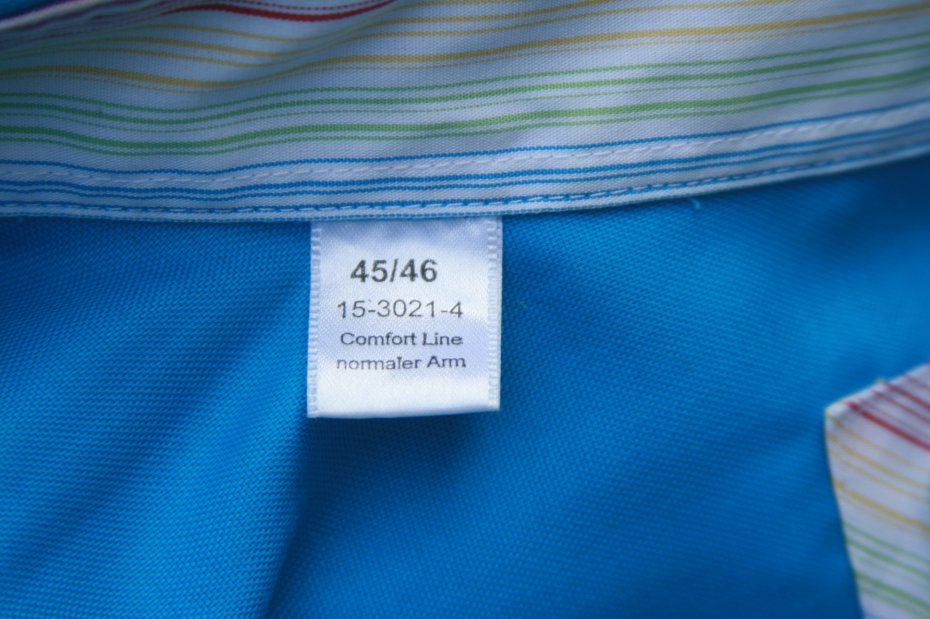 45/46
15-3021-4
Comfort Line
normaler Arm